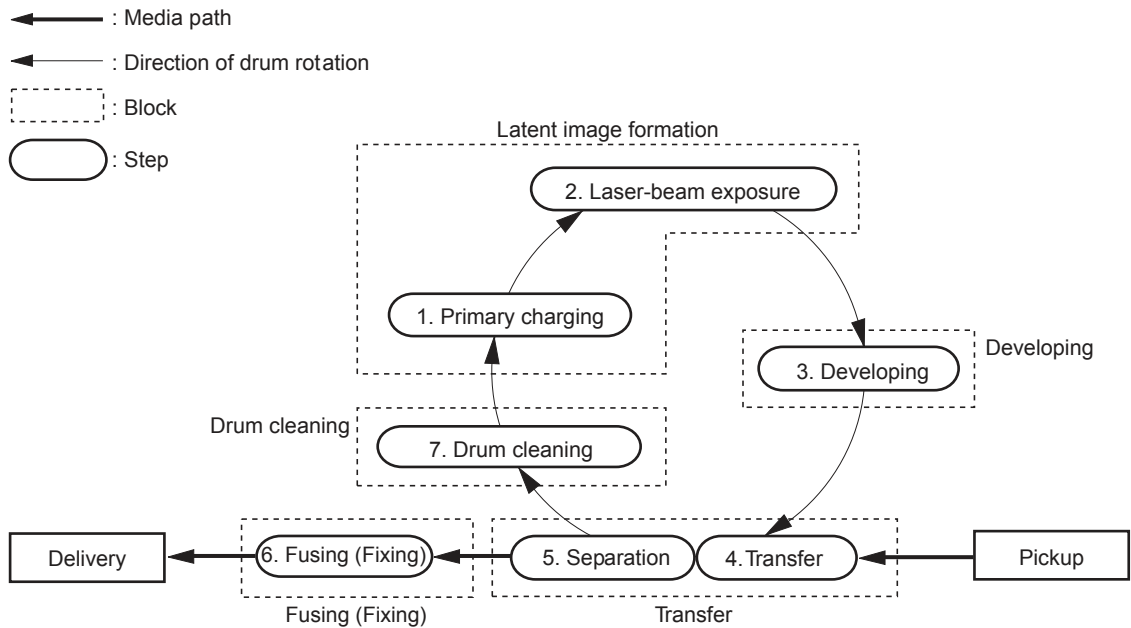 : Media path
: Direction of drum rotation
: Block
: Step
Latent image formation
2. Laser-beam exposure
1. Primary charging
Developing
3. Developing
Drum cleaning
7. Drum cleaning
Delivery
6. Fusing (Fixing)
5. Separation
4. Transfer
Pickup
Fusing (Fixing)
Transfer